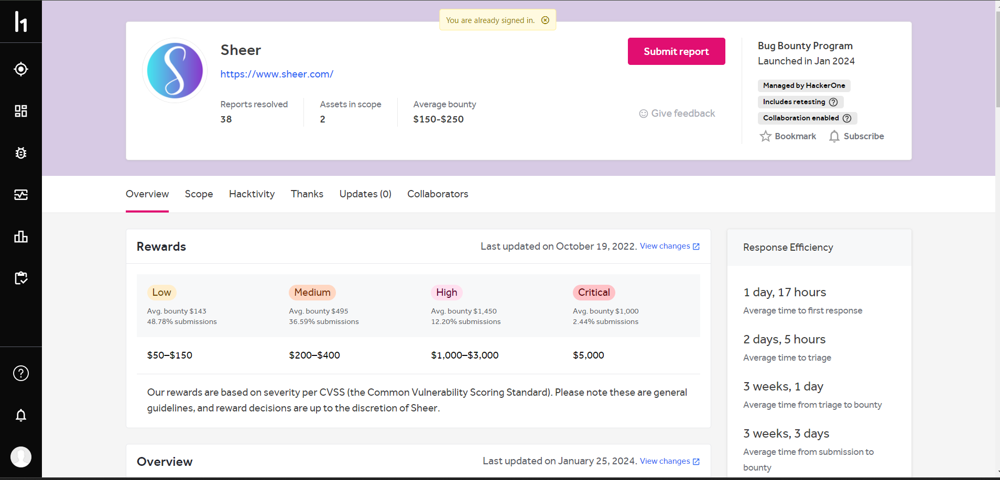 You are already signed in.
Sheer
https://www.sheer.com/
Reports resolved
38
Assets in scope
2
Average bounty
$150-$250
Submit report
Give feedback
Bug Bounty Program
Launched in Jan 2024
Managed by HackerOne
Includes retesting
Collaboration enabled
Bookmark Subscribe
Overview Scope Hacktivity Thanks Updates (0) Collaborators
Rewards
Last updated on October 19, 2022. View changes
Low
Avg. bounty $143
48.78% submissions
$50–$150
Medium
Avg. bounty $495
36.59% submissions
$200–$400
High
Avg. bounty $1,450
12.20% submissions
$1,000–$3,000
Critical
Avg. bounty $1,000
2.44% submissions
$5,000
Our rewards are based on severity per CVSS (the Common Vulnerability Scoring Standard). Please note these are general
guidelines, and reward decisions are up to the discretion of Sheer.
Overview
Last updated on January 25, 2024. View changes
Response Efficiency
1 day, 17 hours
Average time to first response
2 days, 5 hours
Average time to triage
3 weeks, 1 day
Average time from triage to bounty
3 weeks, 3 days
Average time from submission to
bounty